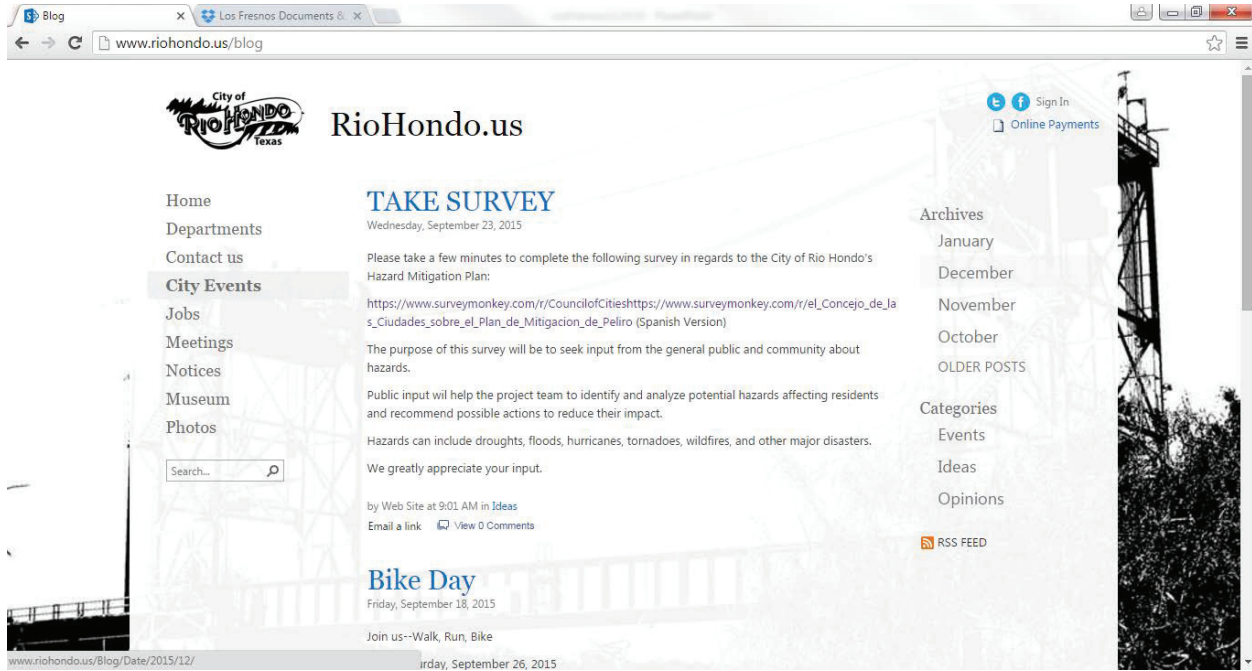 Blog
Los Fresnos Documents &
www.riohondo.us/blog
City of
RIO HONDO
Texas
RioHondo.us
Sign In
Online Payments
Home
Departments
Contact us
City Events
Jobs
Meetings
Notices
Museum
Photos
Search...
TAKE SURVEY
Wednesday, September 23, 2015
Please take a few minutes to complete the following survey in regards to the City of Rio Hondo's
Hazard Mitigation Plan:
https://www.surveymonkey.com/r/CouncilofCitieshttps://www.surveymonkey.com/r/el_Concejo_de_la
s_Ciudades_sobre_el_Plan_de_Mitigacion_de_Peliro (Spanish Version)
The purpose of this survey will be to seek input from the general public and community about
hazards.
Public input wil help the project team to identify and analyze potential hazards affecting residents
and recommend possible actions to reduce their impact.
Hazards can include droughts, floods, hurricanes, tornadoes, wildfires, and other major disasters.
We greatly appreciate your input.
by Web Site at 9:01 AM in Ideas
Email a link View 0 Comments
Bike Day
Friday, September 18, 2015
Join us--Walk, Run, Bike
urday, September 26, 2015
Archives
January
December
November
October
OLDER POSTS
Categories
Events
Ideas
Opinions
RSS FEED
www.riohondo.us/Blog/Date/2015/12/